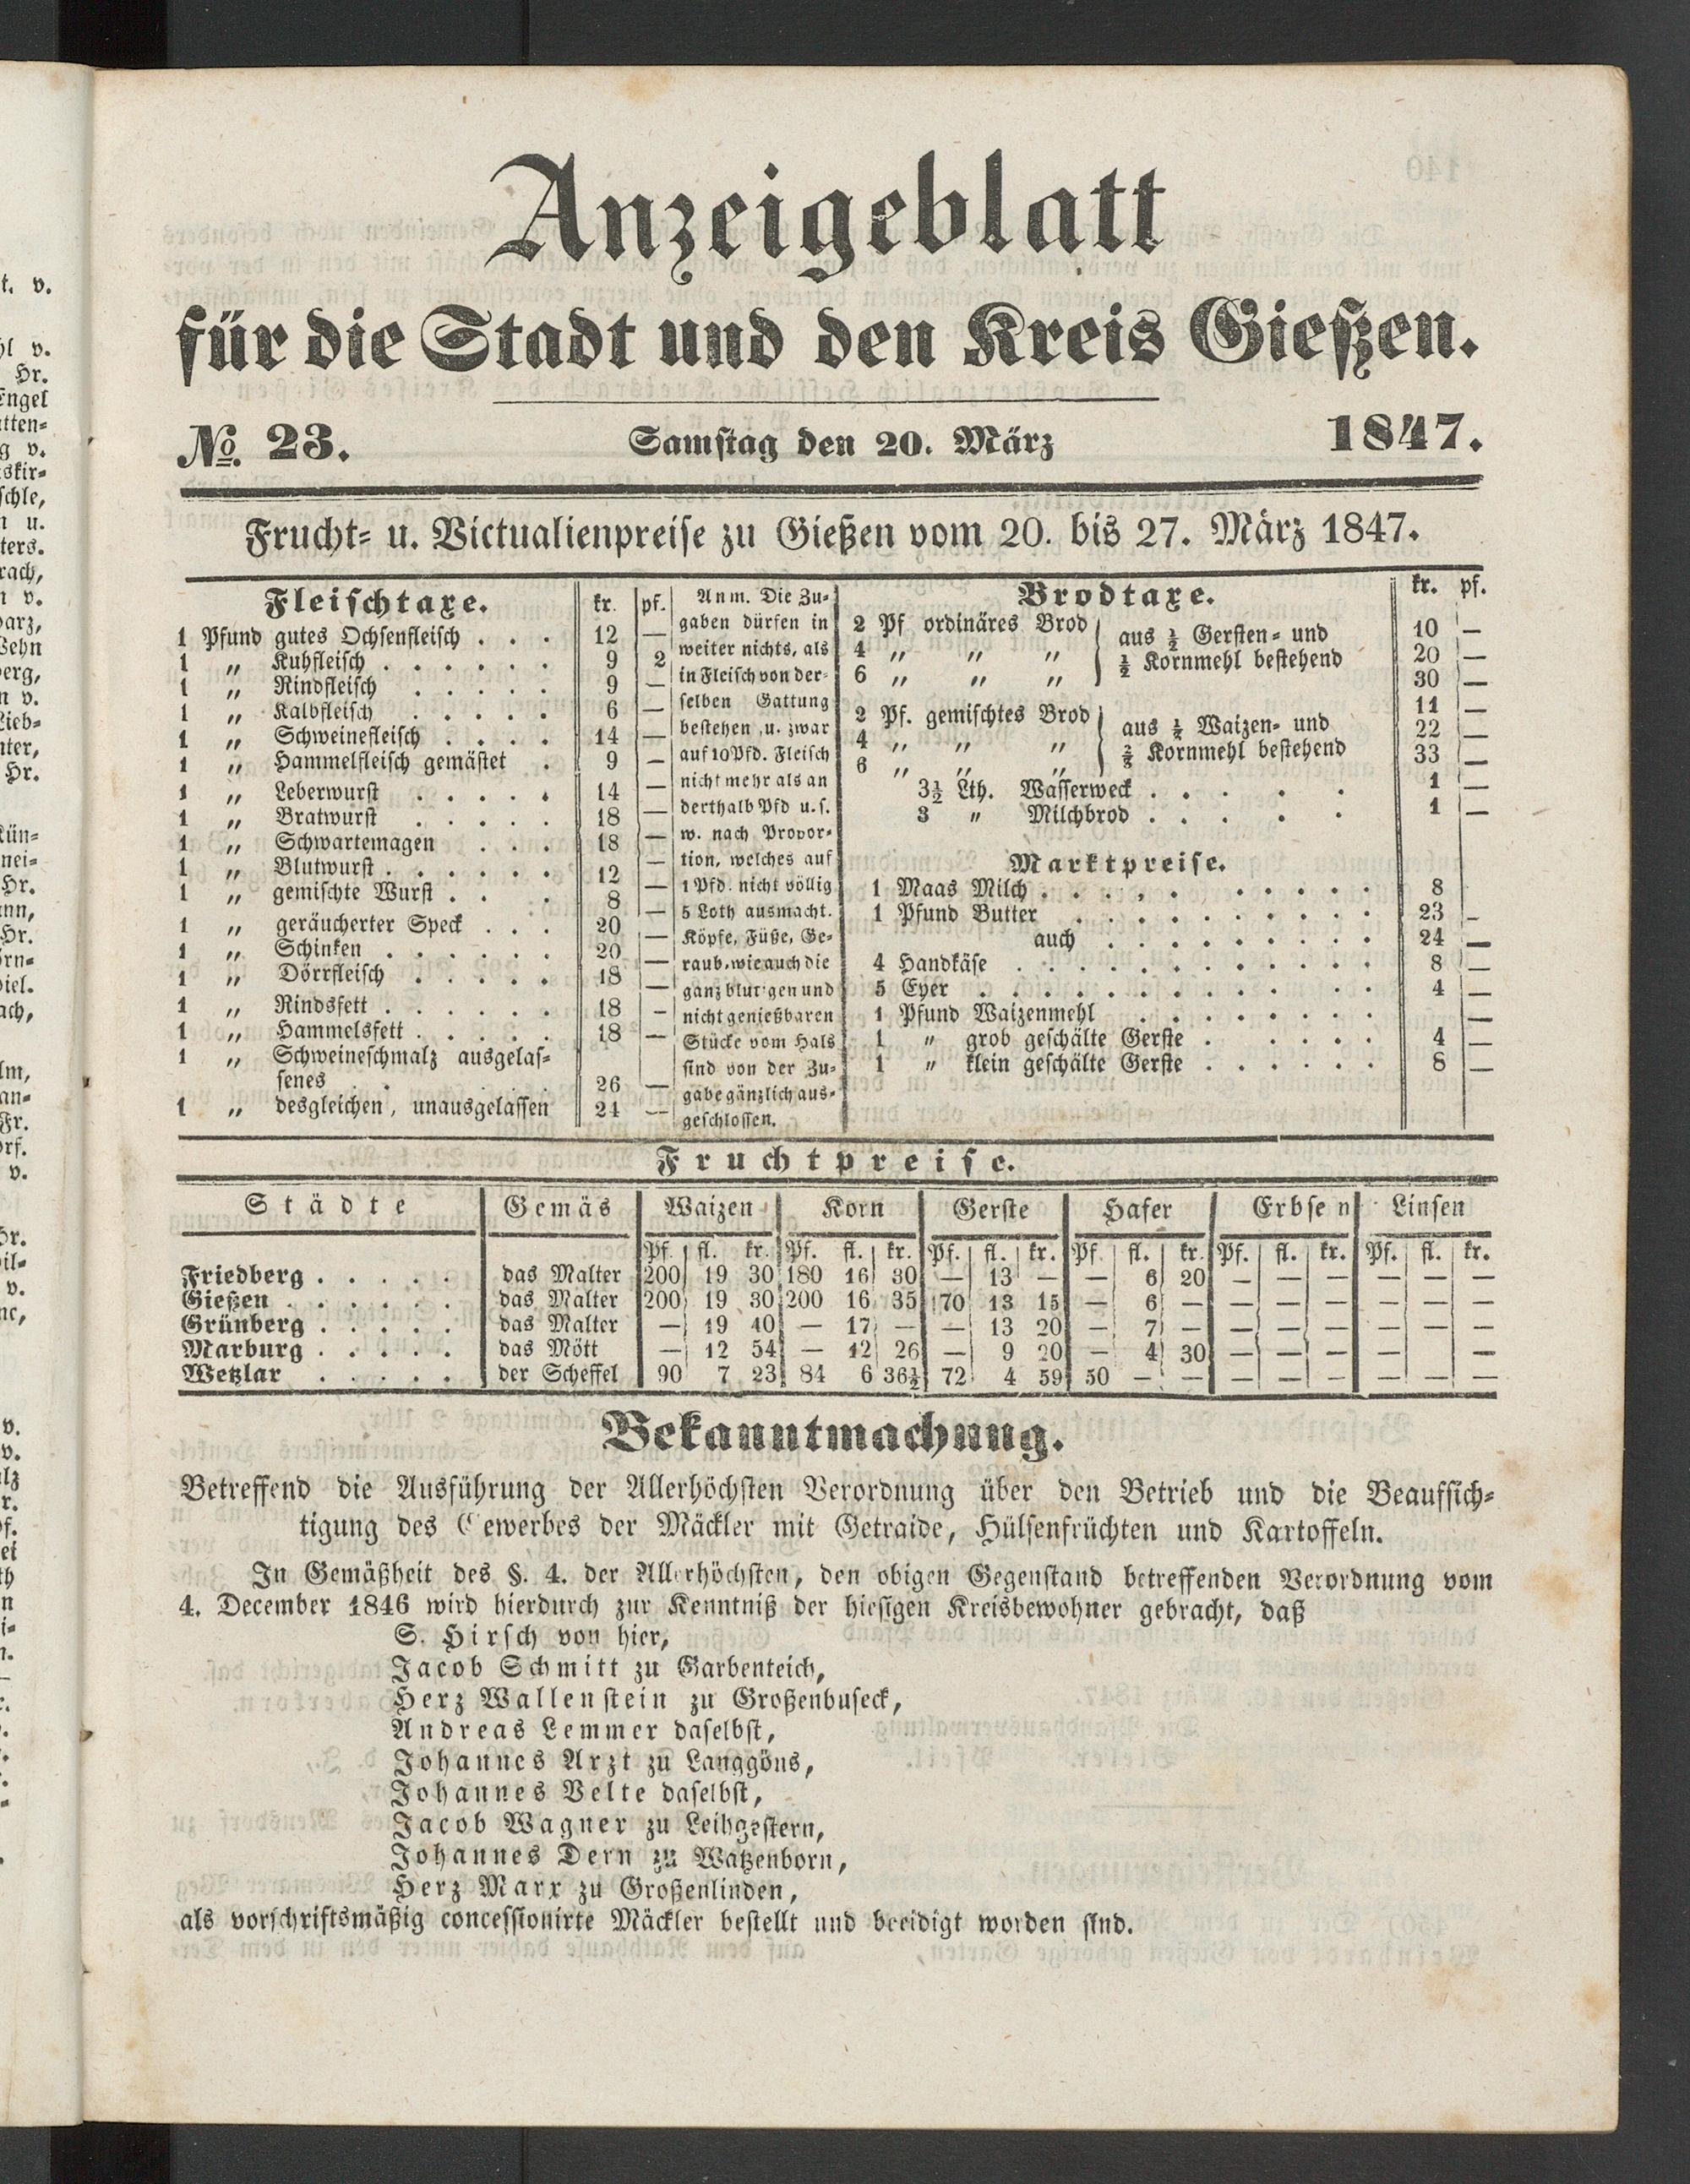 Anzeigeblatt
für die Stadt und den Kreis Gießen.
No. 23. Samstag den 20. März 1847.
Frucht- u. Victualienpreise zu Gießen vom 20. bis 27. März 1847.
Fleischtaxe. kr. pf.
1 Pfund gutes Ochsenfleisch . . . 12 —
1 „ Kuhfleisch . . . . . . 9 2
1 „ Rindfleisch . . . . . 9 —
1 „ Kalbfleisch . . . . . 6 —
1 „ Schweinefleisch . . . . 14 —
1 „ Hammelfleisch gemästet . 9 —
1 „ Leberwurst . . . . . 14 —
1 „ Bratwurst . . . . . 18 —
1 „ Schwartemagen . . . 18 —
1 „ Blutwurst . . . . . . 12 —
1 „ gemischte Wurst . . . 8 —
1 „ geräucherter Speck . . . 20 —
1 „ Schinken . . . . . . 20 —
1 „ Dörrfleisch . . . . . 18 —
1 „ Rindsfett . . . . . . 18 —
1 „ Hammelsfett . . . . . 18 —
1 „ Schweineschmalz ausgelas-
senes . . . . . . 26 —
1 „ desgleichen, unausgelassen 24 —
Anm. Die Zu-
gaben dürfen in
weiter nichts, als
in Fleisch von der-
selben Gattung
bestehen, u. zwar
auf 10 Pfd. Fleisch
nicht mehr als an
derthalb Pfd u. s.
w. nach Propor-
tion, welches auf
1 Pfd. nicht völlig
5 Loth ausmacht.
Köpfe, Füße, Ge-
raub, wie auch die
ganz blutigen und
nicht genießbaren
Stücke vom Hals
sind von der Zu-
gabe gänzlich aus-
geschlossen.
Brodtaxe. kr. pf.
2 Pf ordinäres Brod aus ½ Gersten- und 10 —
4 „ „ „ ½ Kornmehl bestehend 20 —
6 „ „ „ 30 —
2 Pf. gemischtes Brod aus ⅓ Waizen- und 11 —
4 „ „ „ ⅔ Kornmehl bestehend 22 —
6 „ „ „ 33 —
3½ Lth. Wasserweck . . . . . 1 —
3 „ Milchbrod . . . . . 1 —
Marktpreise.
1 Maas Milch . . . . . . . . . . 8
1 Pfund Butter . . . . . . . . . 23 —
auch . . . . . . . . 24 —
4 Handkäse . . . . . . . . . . . 8 —
5 Eyer . . . . . . . . . . . . 4 —
1 Pfund Waizenmehl . . . . . . . . —
1 „ grob geschälte Gerste . . . . . 4 —
1 „ klein geschälte Gerste . . . . . . 8 —
Fruchtpreise.
Städte Gemäs Waizen Korn Gerste Hafer Erbsen Linsen
Pf. fl. kr. Pf. fl. kr. Pf. fl. kr. Pf. fl. kr. Pf. fl. kr. Pf. fl. kr.
Friedberg . . . . . das Malter 200 19 30 180 16 30 — 13 — — 6 20 — — — — — —
Gießen . . . . . . das Malter 200 19 30 200 16 35 170 13 15 — 6 — — — — — — —
Grünberg . . . . . das Malter — 19 40 — 17 — — 13 20 — 7 — — — — — — —
Marburg . . . . . das Mött — 12 54 — 12 26 — 9 20 — 4 30 — — — — —
Wetzlar . . . . . der Scheffel 90 7 23 84 6 36½ 72 4 59 50 — — — — — — — —
Bekanntmachung.
Betreffend die Ausführung der Allerhöchsten Verordnung über den Betrieb und die Beaufsich-
tigung des Gewerbes der Mäckler mit Getraide, Hülsenfrüchten und Kartoffeln.
In Gemäßheit des §. 4. der Allerhöchsten, den obigen Gegenstand betreffenden Verordnung vom
4. December 1846 wird hierdurch zur Kenntniß der hiesigen Kreisbewohner gebracht, daß
S. Hirsch von hier,
Jacob Schmitt zu Garbenteich,
Herz Wallenstein zu Großenbuseck,
Andreas Lemmer daselbst,
Johannes Arzt zu Langgöns,
Johannes Velte daselbst,
Jacob Wagner zu Leihgestern,
Johannes Dern zu Watzenborn,
Herz Marx zu Großenlinden,
als vorschriftsmäßig concessionirte Mäckler bestellt und beeidigt worden sind.